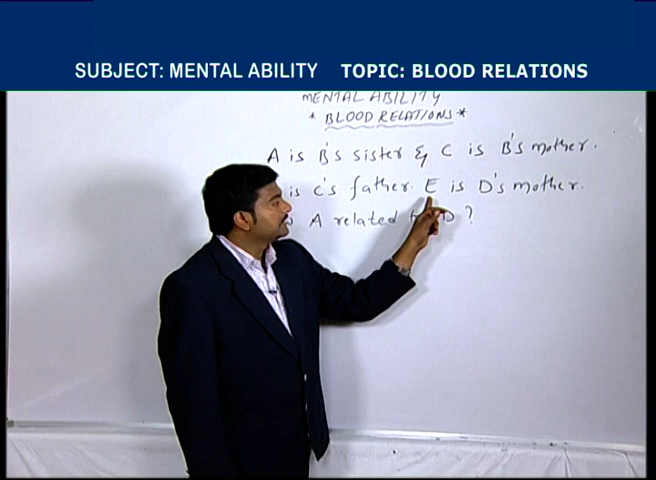 SUBJECT: MENTAL ABILITY TOPIC: BLOOD RELATIONS
MENTAL ABILITY
* BLOOD RELATIONS *
A is B's sister & C is B's mother.
is C's father. E is D's mother.
A related D ?